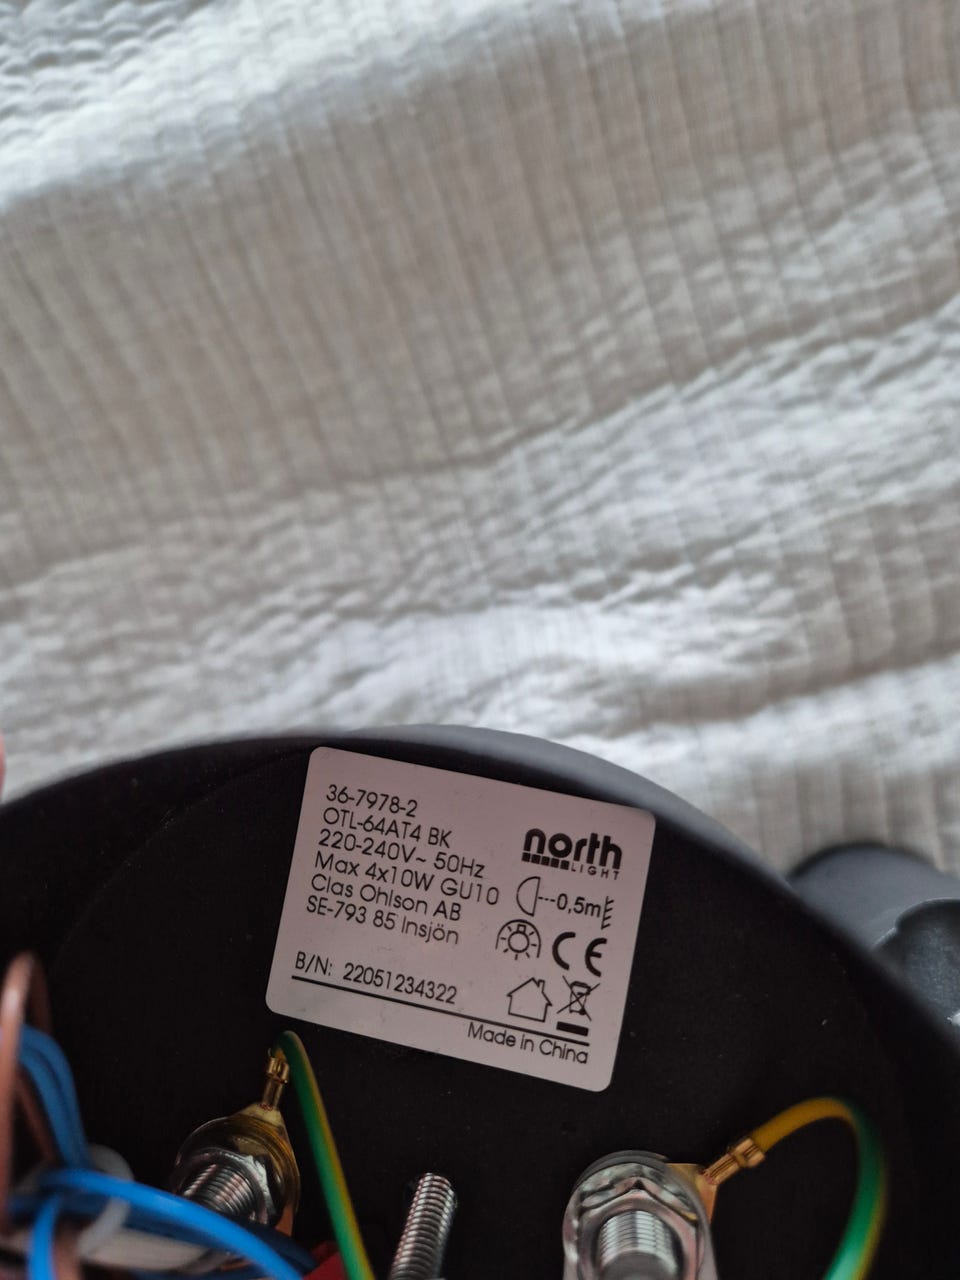 36-7978-2
OTL-64AT4 BK
220-240V~ 50Hz
Max 4x10W GU10
Clas Ohlson AB
SE-793 85 Insjön
north
LIGHT
0,5m
CE
B/N: 22051234322
Made in China